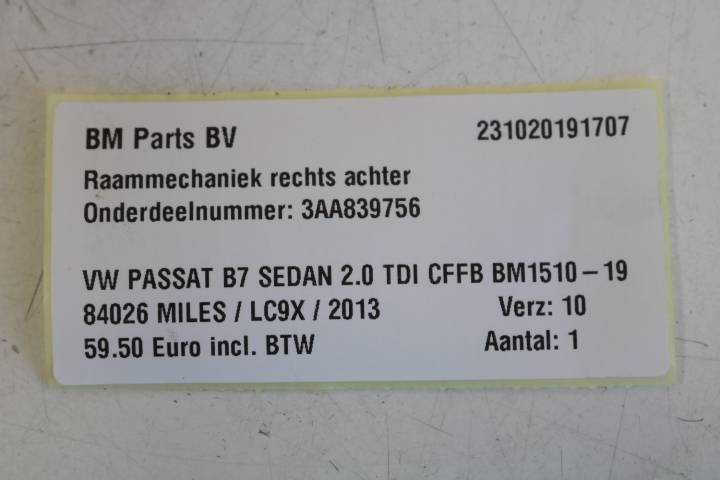 BM Parts BV 231020191707
Raammechaniek rechts achter
Onderdeelnummer: 3AA839756
VW PASSAT B7 SEDAN 2.0 TDI CFFB BM1510-19
84026 MILES / LC9X / 2013 Verz: 10
59.50 Euro incl. BTW Aantal: 1